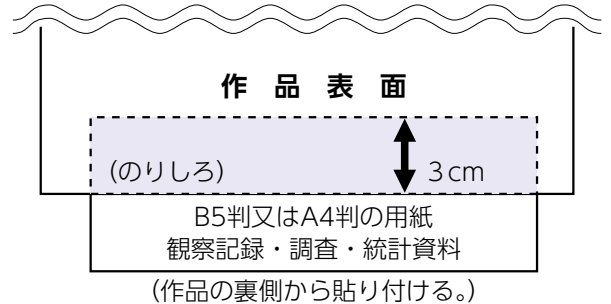 作品表面
(のりしろ)
3cm
B5判又はA4判の用紙
観察記録・調査・統計資料
(作品の裏側から貼り付ける。)